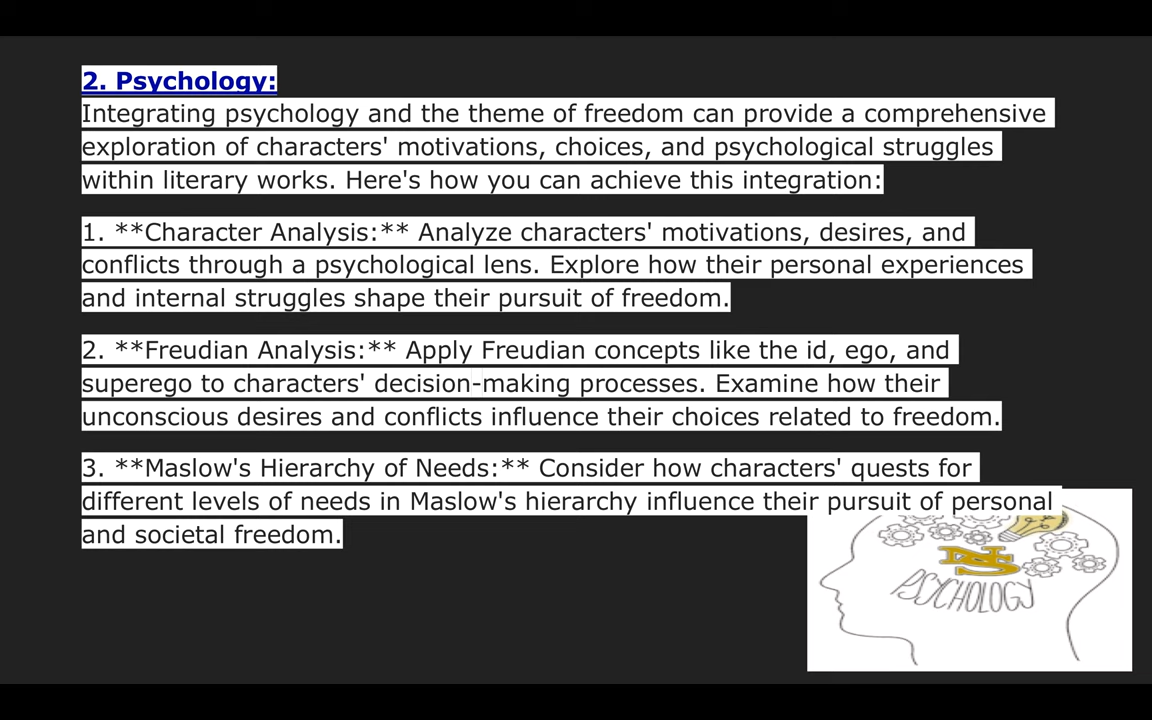 2. Psychology:
Integrating psychology and the theme of freedom can provide a comprehensive
exploration of characters' motivations, choices, and psychological struggles
within literary works. Here's how you can achieve this integration:
1. **Character Analysis:** Analyze characters' motivations, desires, and
conflicts through a psychological lens. Explore how their personal experiences
and internal struggles shape their pursuit of freedom.
2. **Freudian Analysis:** Apply Freudian concepts like the id, ego, and
superego to characters' decision-making processes. Examine how their
unconscious desires and conflicts influence their choices related to freedom.
3. **Maslow's Hierarchy of Needs:** Consider how characters' quests for
different levels of needs in Maslow's hierarchy influence their pursuit of personal
and societal freedom.
PSYCHOLOGY